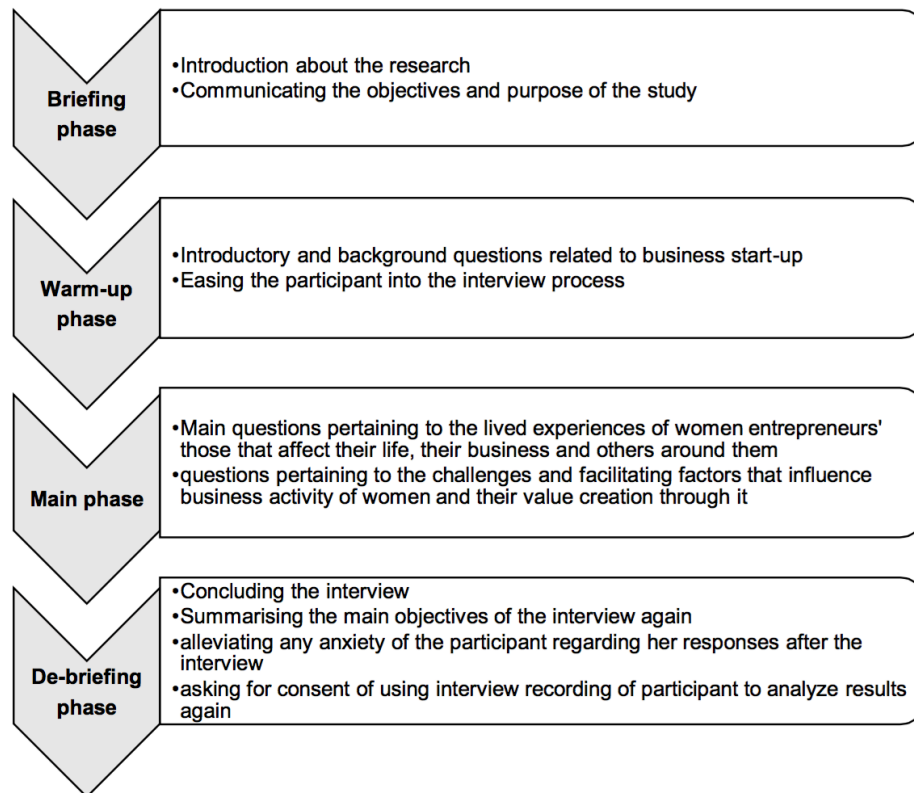 Briefing
phase
•Introduction about the research
•Communicating the objectives and purpose of the study
Warm-up
phase
•Introductory and background questions related to business start-up
•Easing the participant into the interview process
Main phase
•Main questions pertaining to the lived experiences of women entrepreneurs'
those that affect their life, their business and others around them
•questions pertaining to the challenges and facilitating factors that influence
business activity of women and their value creation through it
De-briefing
phase
•Concluding the interview
•Summarising the main objectives of the interview again
•alleviating any anxiety of the participant regarding her responses after the
interview
•asking for consent of using interview recording of participant to analyze results
again